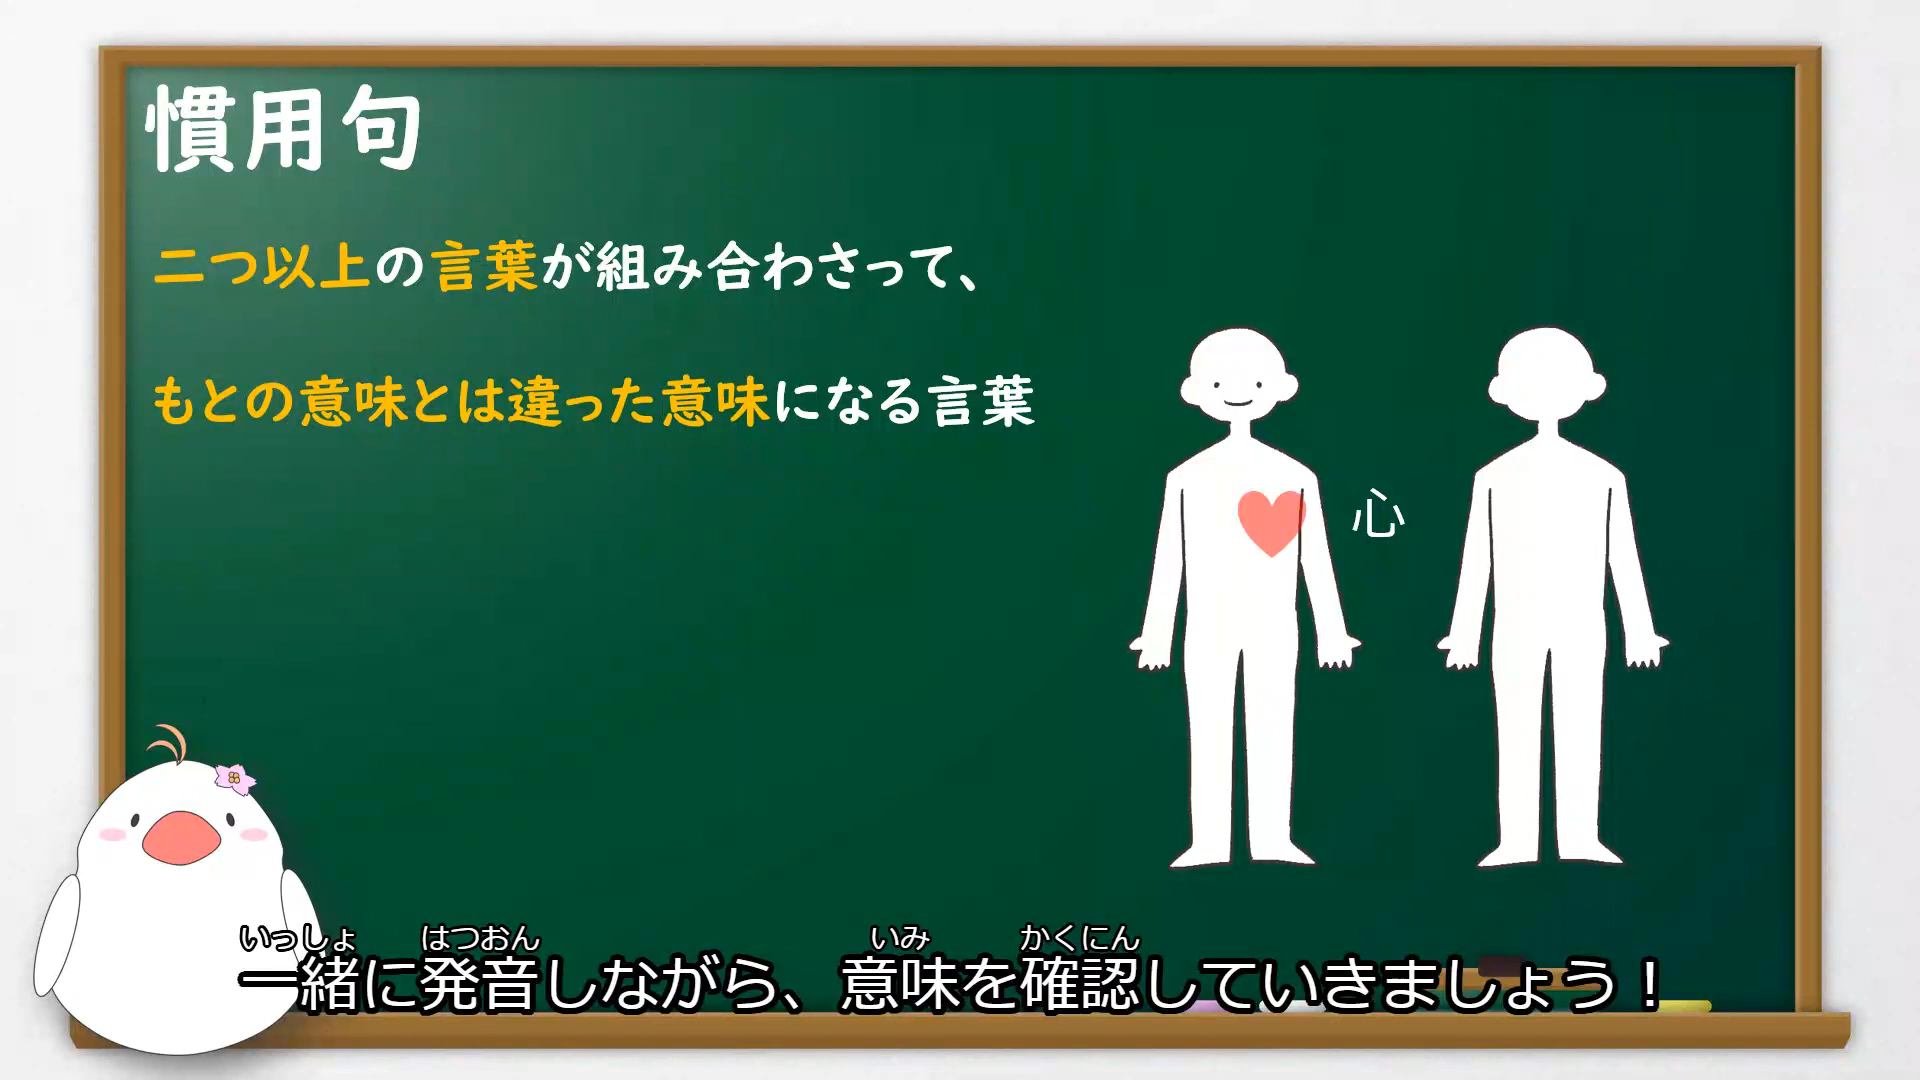 慣用句
二つ以上の言葉が組み合わさって、
もとの意味とは違った意味になる言葉
心
いっしょ はつおん いみ かくにん
一緒に発音しながら、意味を確認していきましょう！